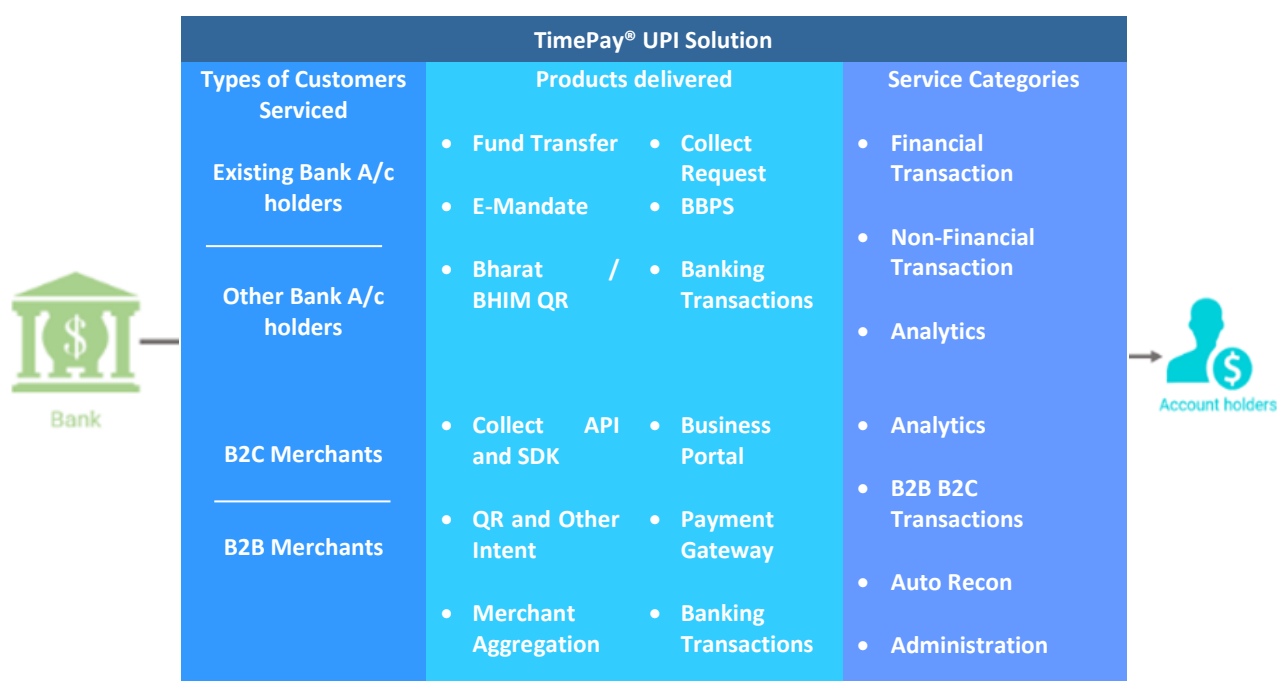 TimePay® UPI Solution
Types of Customers
Serviced
Existing Bank A/c
holders
Other Bank A/c
holders
B2C Merchants
B2B Merchants
Products delivered
• Fund Transfer
• Collect
Request
• E-Mandate
• BBPS
• Bharat /
BHIM QR
• Banking
Transactions
• Collect API
and SDK
• Business
Portal
• QR and Other
Intent
• Payment
Gateway
• Merchant
Aggregation
• Banking
Transactions
Service Categories
• Financial
Transaction
• Non-Financial
Transaction
• Analytics
• Analytics
• B2B B2C
Transactions
• Auto Recon
• Administration
Bank
Account holders